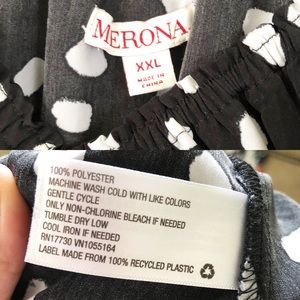 MERONA
XXL
MADE IN
CHINA
100% POLYESTER
MACHINE WASH COLD WITH LIKE COLORS
GENTLE CYCLE
ONLY NON-CHLORINE BLEACH IF NEEDED
TUMBLE DRY LOW
COOL IRON IF NEEDED
RN17730 VN1055164
LABEL MADE FROM 100% RECYCLED PLASTIC